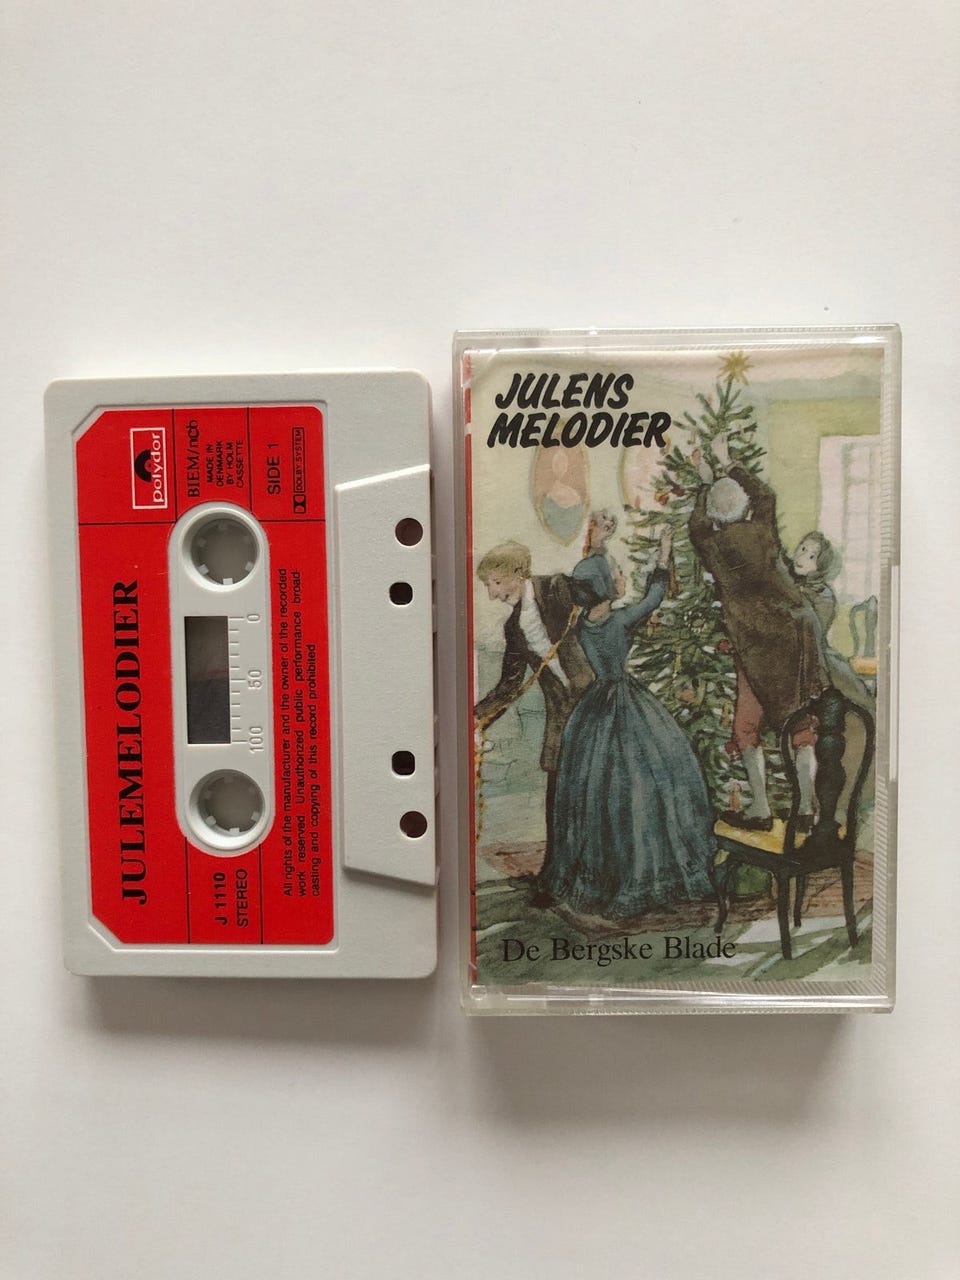 polydor
BIEM/ncb
MADE IN
DENMARK
BY HOLM
CASSETTE
SIDE 1
DOLBY SYSTEM
JULEMELODIER
0
50
100
All rights of the manufacturer and the owner of the recorded
work reserved. Unauthorized public performance broad-
casting and copying of this record prohibited
J 1110
STEREO
JULENS
MELODIER
De Bergske Blade